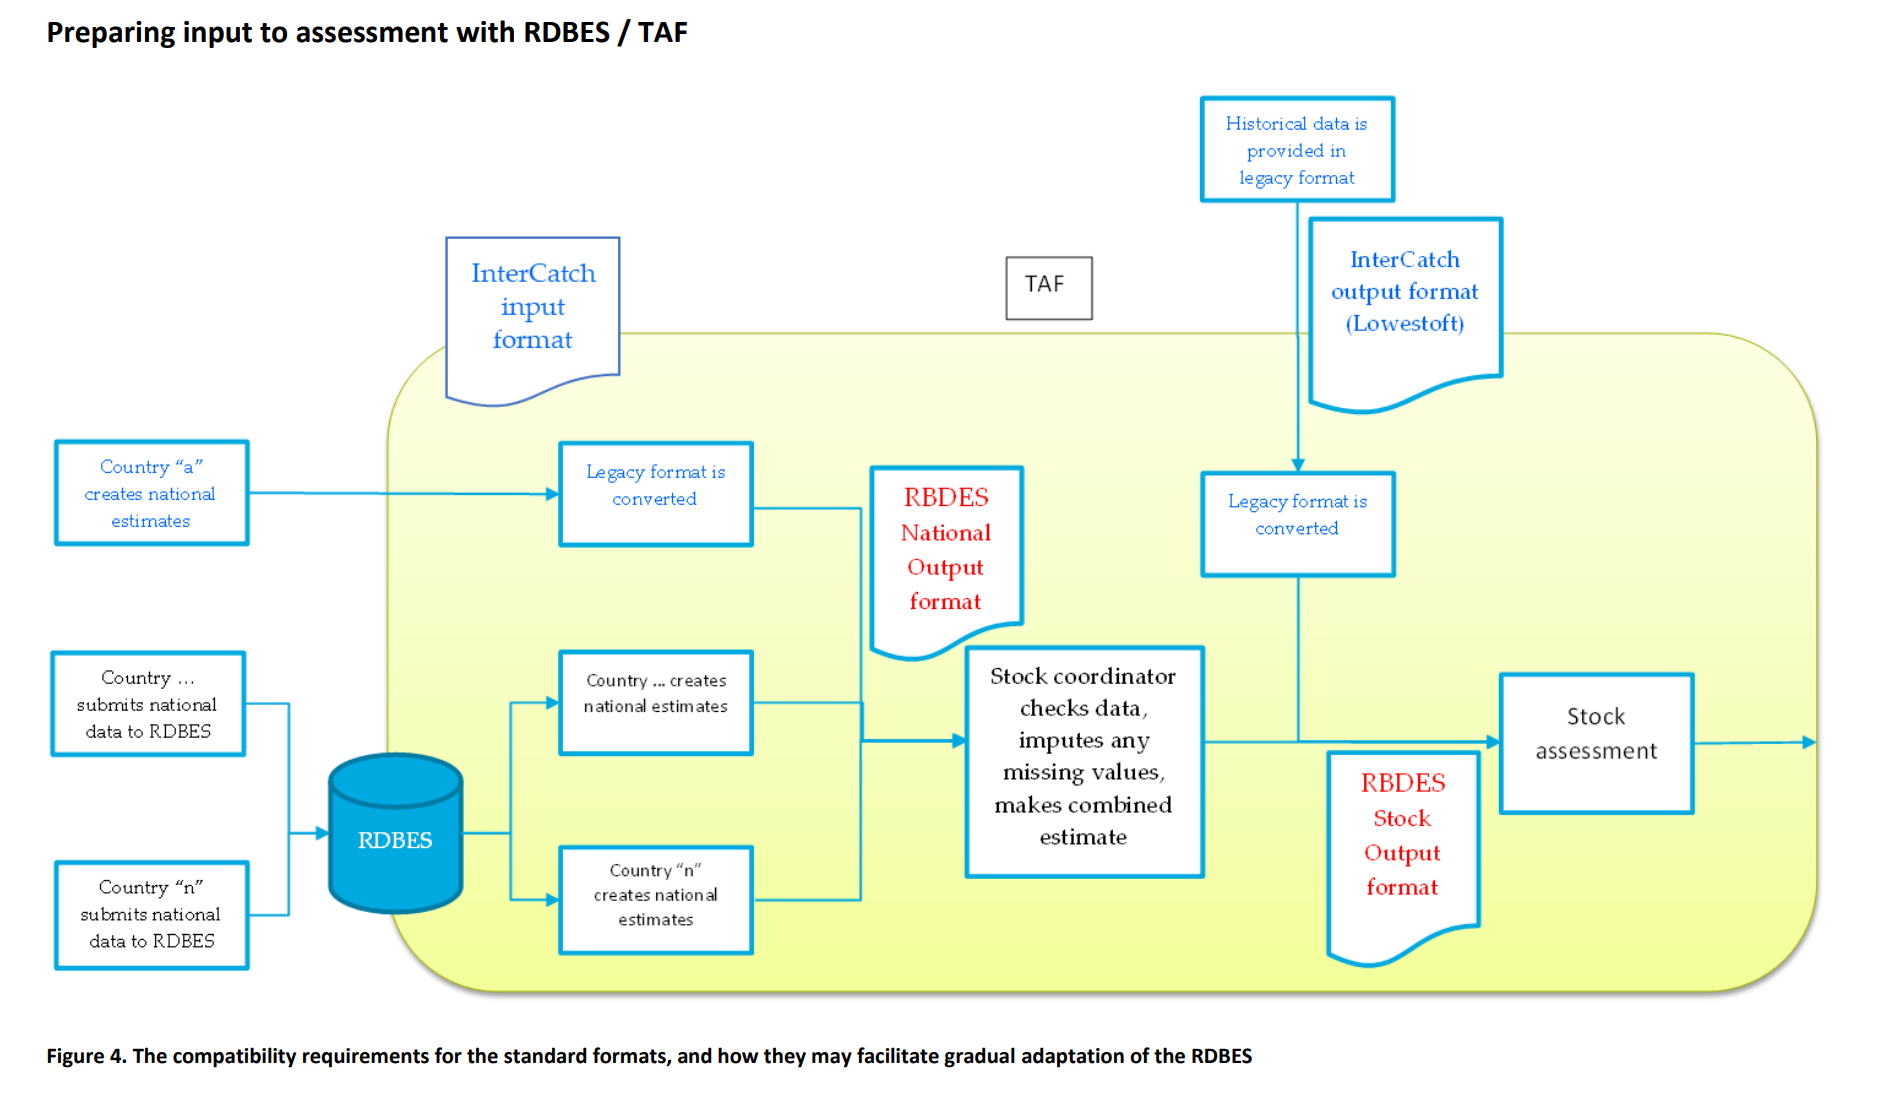 Preparing input to assessment with RDBES / TAF
Historical data is
provided in
legacy format
InterCatch
input
format
TAF
InterCatch
output format
(Lowestoft)
Country “a”
creates national
estimates
Legacy format is
converted
RBDES
National
Output
format
Legacy format is
converted
Country ...
submits national
data to RDBES
Country ... creates
national estimates
Stock coordinator
checks data,
imputes any
missing values,
makes combined
estimate
Stock
assessment
RDBES
RBDES
Stock
Output
format
Country “n”
submits national
data to RDBES
Country “n”
creates national
estimates
Figure 4. The compatibility requirements for the standard formats, and how they may facilitate gradual adaptation of the RDBES